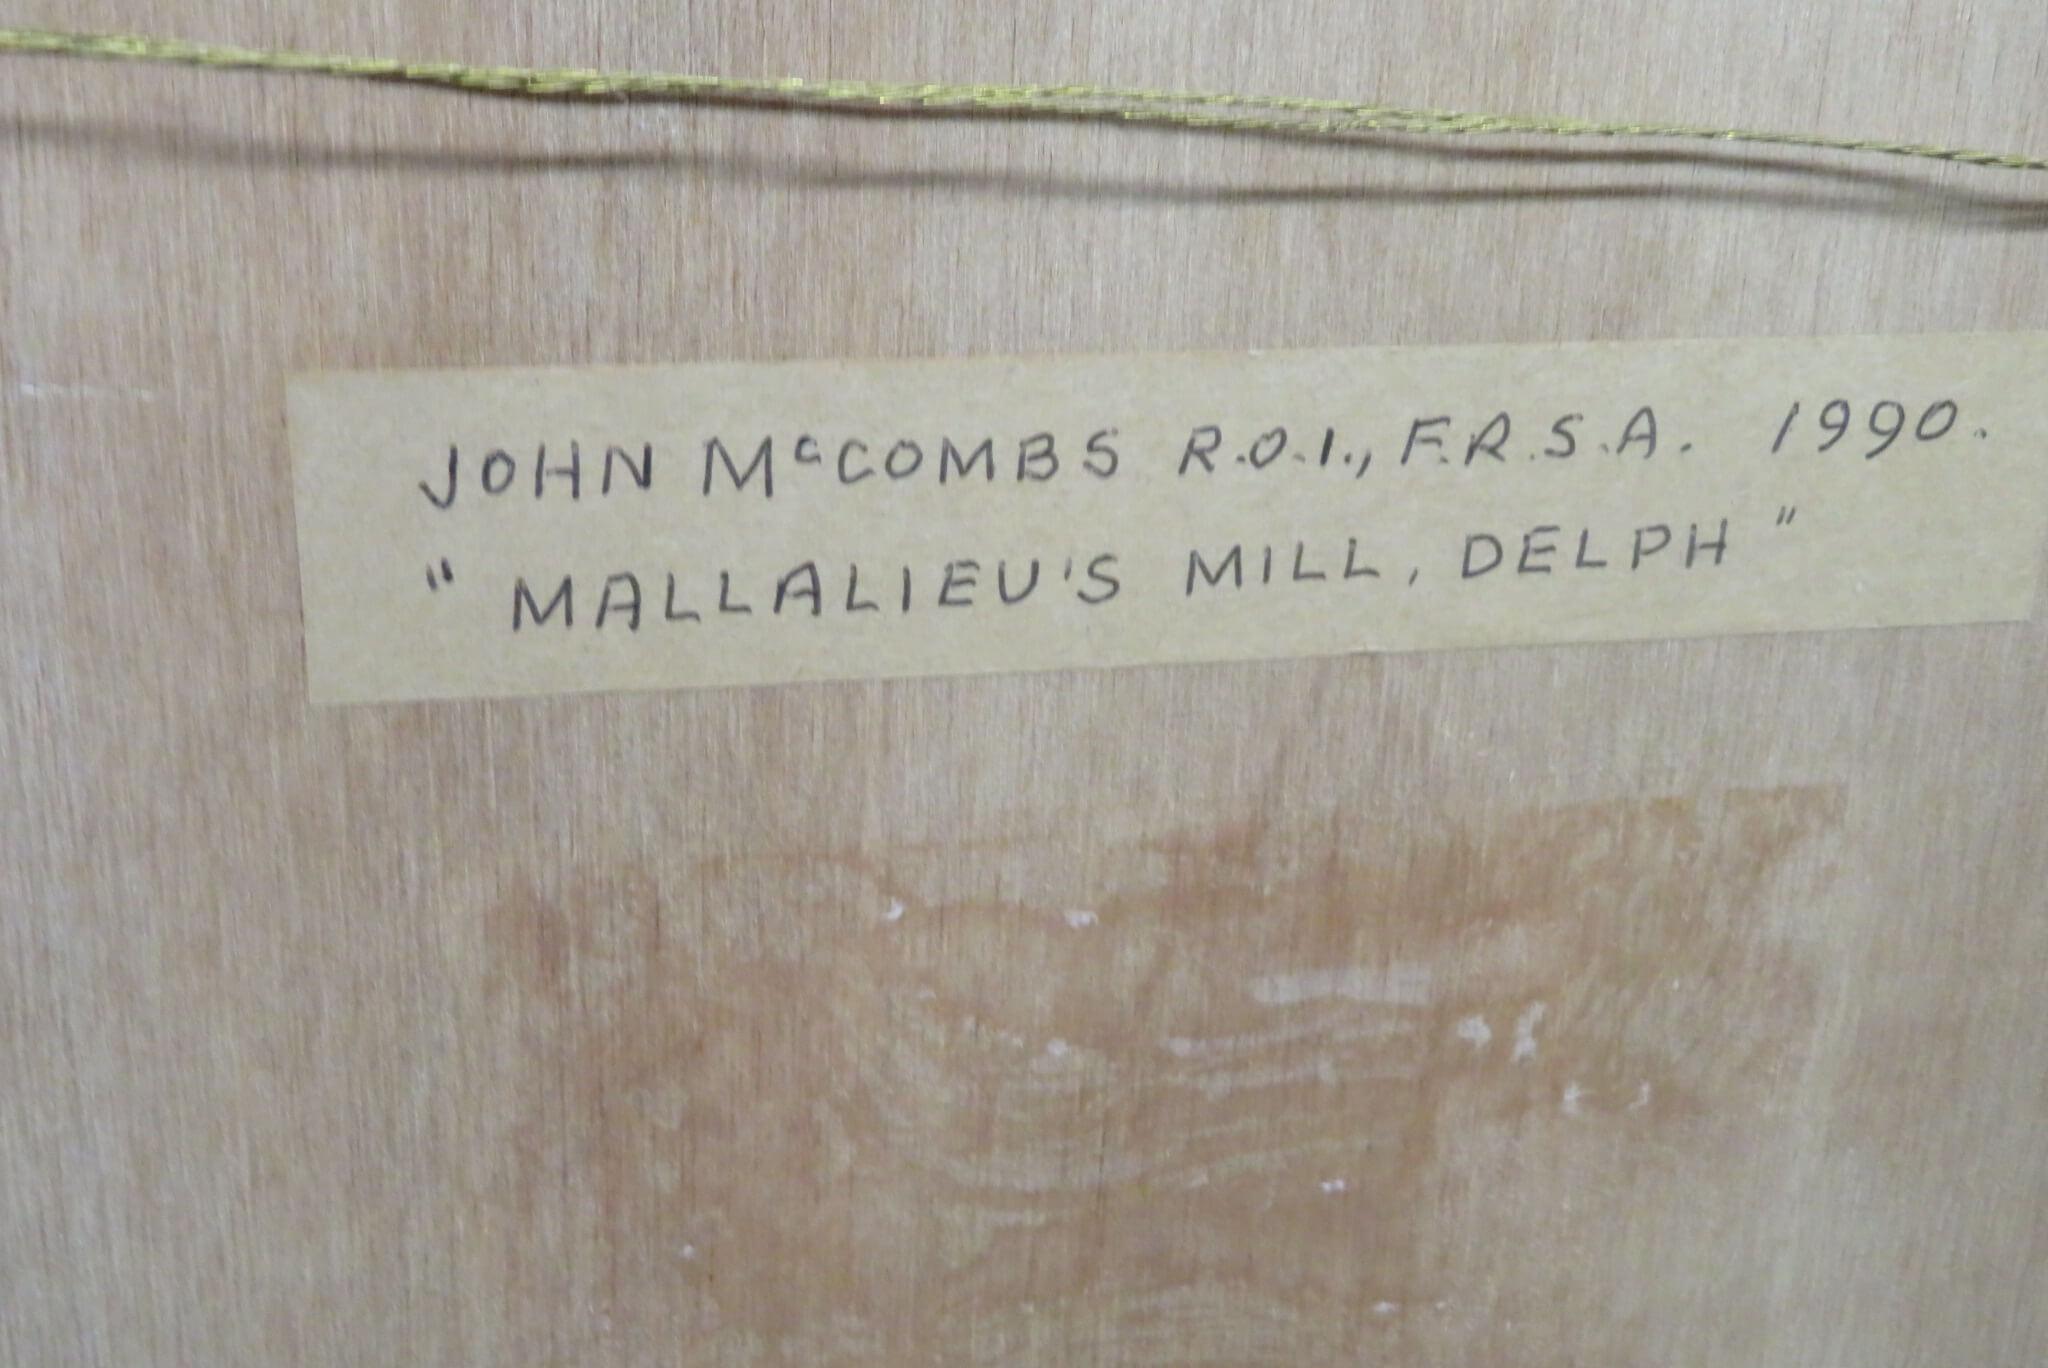 JOHN McCOMBS R.O.I., F.R.S.A. 1990.
" MALLALIEU'S MILL, DELPH "